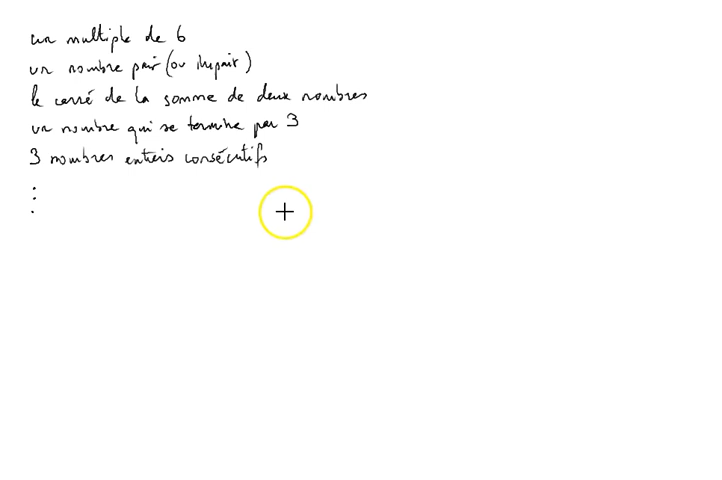 un multiple de 6
un nombre pair (ou impair)
le carré de la somme de deux nombres
un nombre qui se termine par 3
3 nombres entiers consécutifs
⋮